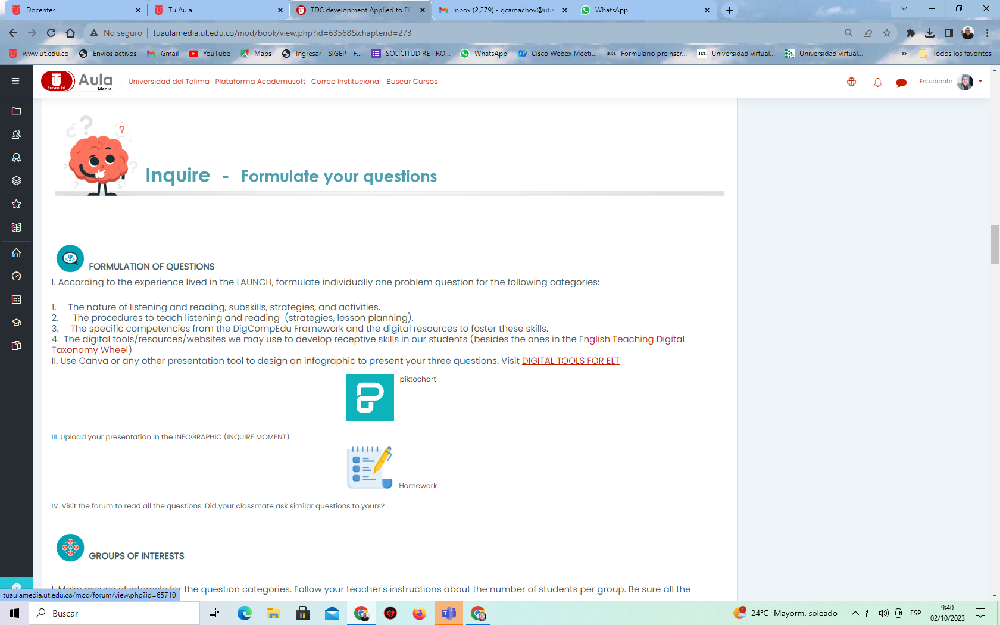 Docentes
Tu Aula
TDC development Applied to EL
Inbox (2,279) - gcamachov@ut.e
WhatsApp
No seguro
tuaulamedia.ut.edu.co/mod/book/view.php?id=63568&chapterid=273
www.ut.edu.co
Envíos activos
Gmail
YouTube
Maps
Ingresar - SIGEP - F...
SOLICITUD RETIRO...
WhatsApp
Cisco Webex Meeti...
Formulario preinscr...
Universidad virtual...
Universidad virtual...
Todos los favoritos
Presencial
Aula
Media
Universidad del Tolima
Plataforma Academusoft
Correo Institucional
Buscar Cursos
Estudiante
Inquire - Formulate your questions
FORMULATION OF QUESTIONS
I. According to the experience lived in the LAUNCH, formulate individually one problem question for the following categories:
1. The nature of listening and reading, subskills, strategies, and activities.
2. The procedures to teach listening and reading (strategies, lesson planning).
3. The specific competencies from the DigCompEdu Framework and the digital resources to foster these skills.
4. The digital tools/resources/websites we may use to develop receptive skills in our students (besides the ones in the English Teaching Digital
Taxonomy Wheel)
II. Use Canva or any other presentation tool to design an infographic to present your three questions. Visit DIGITAL TOOLS FOR ELT
piktochart
III. Upload your presentation in the INFOGRAPHIC (INQUIRE MOMENT)
Homework
IV. Visit the forum to read all the questions: Did your classmate ask similar questions to yours?
GROUPS OF INTERESTS
I. Make groups of interests for the question categories. Follow your teacher's instructions about the number of students per group. Be sure all the
tuaulamedia.ut.edu.co/mod/forum/view.php?id=65710
Buscar
24°C Mayorm. soleado
ESP
9:40
02/10/2023